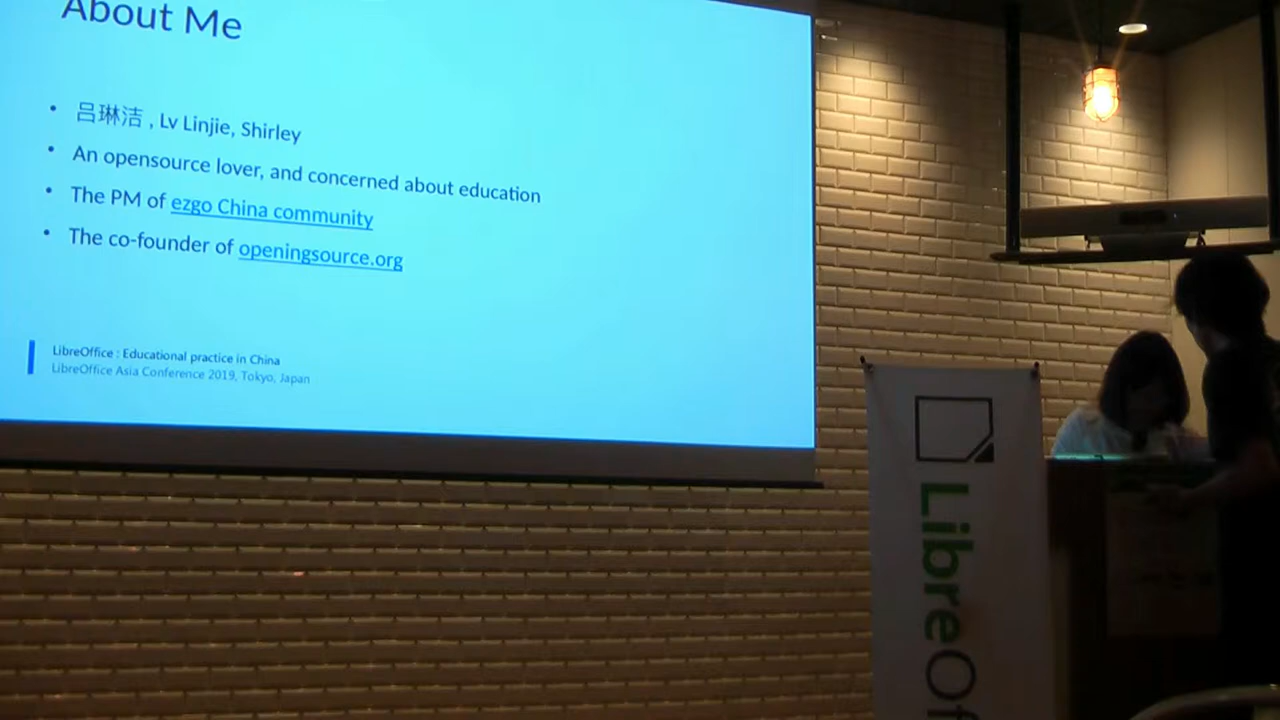 About Me
• 吕琳洁 , Lv Linjie, Shirley
• An opensource lover, and concerned about education
• The PM of ezgo China community
• The co-founder of openingsource.org
LibreOffice : Educational practice in China
LibreOffice Asia Conference 2019, Tokyo, Japan
LibreOf